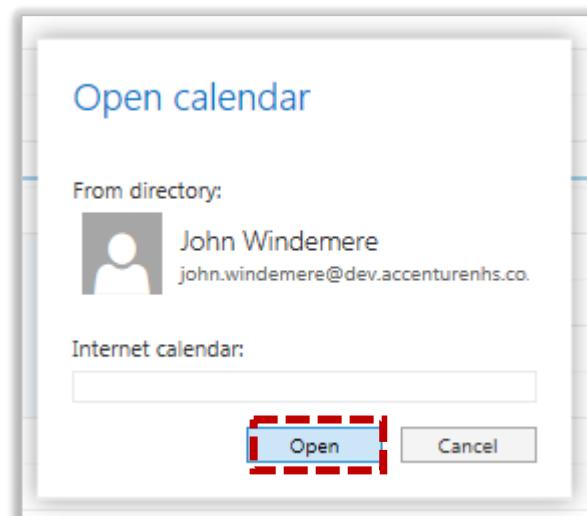 Open calendar
From directory:
John Windemere
john.windemere@dev.accenturenhs.co.
Internet calendar:
Open Cancel